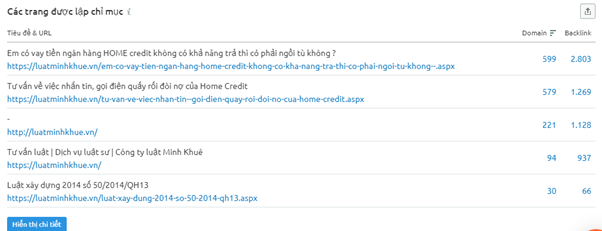 Các trang được lập chỉ mục i
Tiêu đề & URL Domain Backlink
Em có vay tiền ngân hàng HOME credit không có khả năng trả thì có phải ngồi tù không ? 599 2.803
https://luatminhkhue.vn/em-co-vay-tien-ngan-hang-home-credit-khong-co-kha-nang-tra-thi-co-phai-ngoi-tu-khong--.aspx
Tư vấn về việc nhắn tin, gọi điện quấy rối đòi nợ của Home Credit 579 1.269
https://luatminhkhue.vn/tu-van-ve-viec-nhan-tin--goi-dien-quay-roi-doi-no-cua-home-credit.aspx
- 221 1.128
http://luatminhkhue.vn/
Tư vấn luật | Dịch vụ luật sư | Công ty luật Minh Khuê 94 937
https://luatminhkhue.vn/
Luật xây dựng 2014 số 50/2014/QH13 30 66
https://luatminhkhue.vn/luat-xay-dung-2014-so-50-2014-qh13.aspx
Hiển thị chi tiết